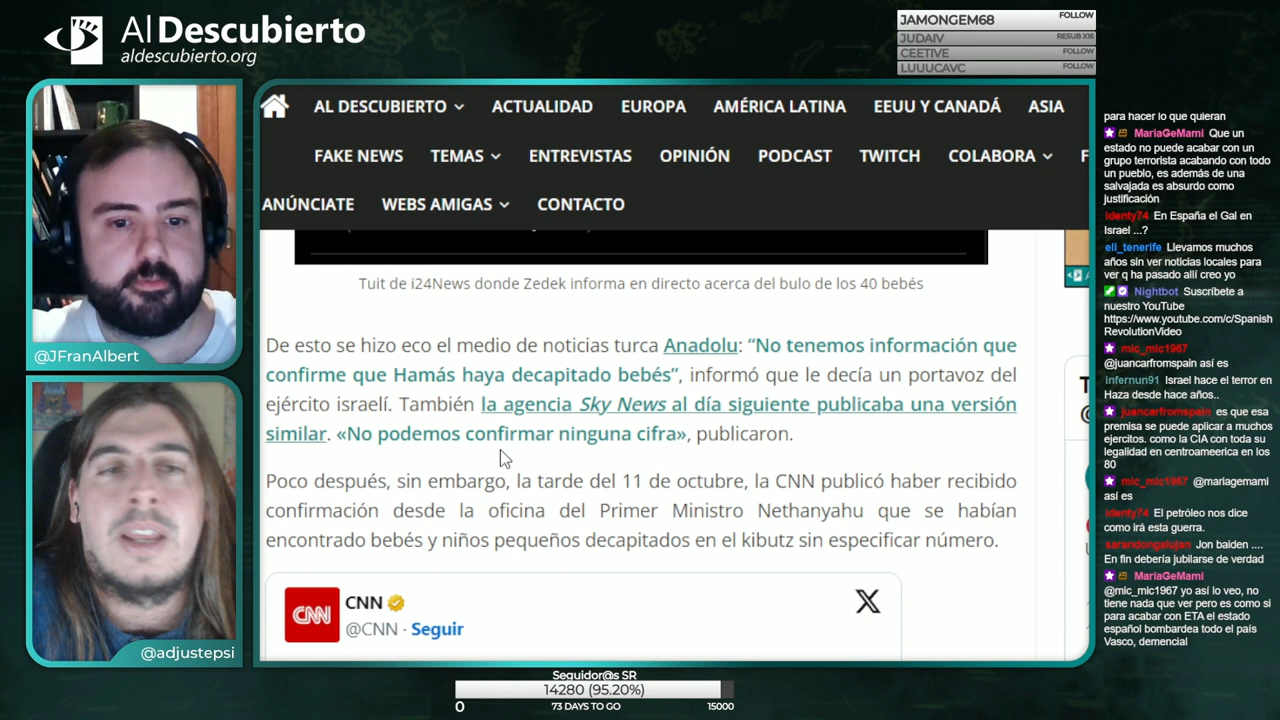 Al Descubierto
aldescubierto.org
JAMONGEM68 FOLLOW
JUDAIV RESUB X16
CEETIVE FOLLOW
LUUUCAVC FOLLOW
@JFranAlbert
@adjustepsi
AL DESCUBIERTO ACTUALIDAD EUROPA AMÉRICA LATINA EEUU Y CANADÁ ASIA
FAKE NEWS TEMAS ENTREVISTAS OPINIÓN PODCAST TWITCH COLABORA F
ANÚNCIATE WEBS AMIGAS CONTACTO
Tuit de i24News donde Zedek informa en directo acerca del bulo de los 40 bebés
De esto se hizo eco el medio de noticias turca Anadolu: “No tenemos información que
confirme que Hamás haya decapitado bebés”, informó que le decía un portavoz del
ejército israelí. También la agencia Sky News al día siguiente publicaba una versión
similar. «No podemos confirmar ninguna cifra», publicaron.
Poco después, sin embargo, la tarde del 11 de octubre, la CNN publicó haber recibido
confirmación desde la oficina del Primer Ministro Nethanyahu que se habían
encontrado bebés y niños pequeños decapitados en el kibutz sin especificar número.
CNN
CNN
@CNN · Seguir
T
@
para hacer lo que quieran
MariaGeMami Que un
estado no puede acabar con un
grupo terrorista acabando con todo
un pueblo, es además de una
salvajada es absurdo como
justificación
identy74 En España el Gal en
Israel ...?
eli_tenerife Llevamos muchos
años sin ver noticias locales para
ver q ha pasado allí creo yo
Nightbot Suscríbete a
nuestro YouTube
https://www.youtube.com/c/Spanish
RevolutionVideo
mic_mic1967
@juancarfromspain así es
infernun91 Israel hace el terror en
Haza desde hace años..
juancarfromspain es que esa
premisa se puede aplicar a muchos
ejercitos. como la CIA con toda su
legalidad en centroameerica en los
80
mic_mic1967 @mariagemami
así es
identy74 El petróleo nos dice
como irá esta guerra.
sarandongalujan Jon baiden ....
En fin debería jubilarse de verdad
MariaGeMami
@mic_mic1967 yo así lo veo, no
tiene nada que ver pero es como si
para acabar con ETA el estado
español bombardea todo el país
Vasco, demencial
Seguidor@s SR
14280 (95.20%)
0 73 DAYS TO GO 15000